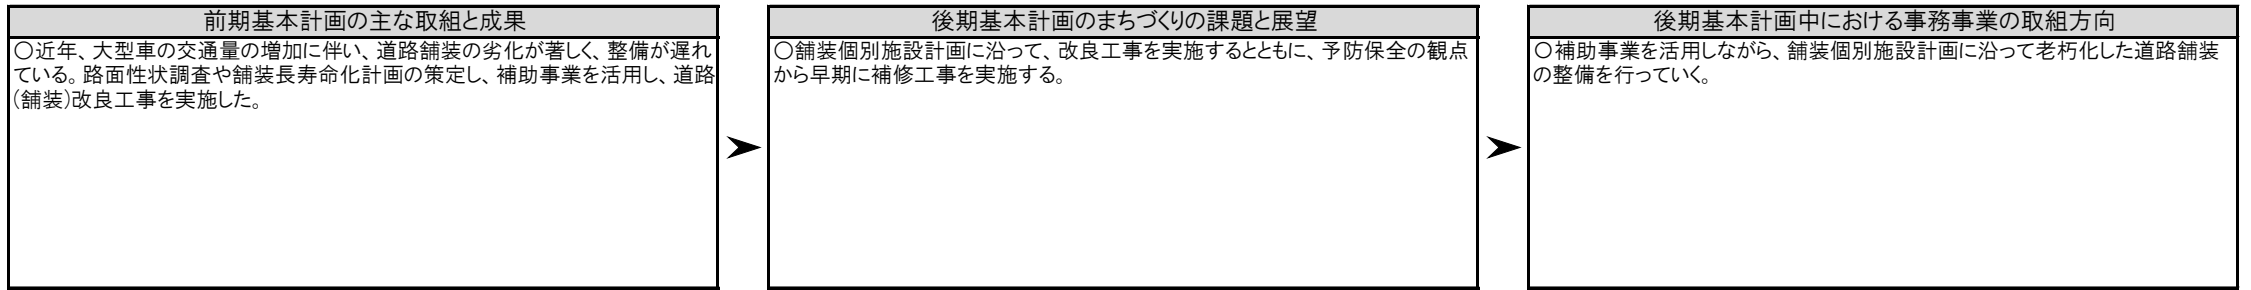 前期基本計画の主な取組と成果
○近年、大型車の交通量の増加に伴い、道路舗装の劣化が著しく、整備が遅れ
ている。路面性状調査や舗装長寿命化計画の策定し、補助事業を活用し、道路
(舗装)改良工事を実施した。
後期基本計画のまちづくりの課題と展望
○舗装個別施設計画に沿って、改良工事を実施するとともに、予防保全の観点
から早期に補修工事を実施する。
後期基本計画中における事務事業の取組方向
○補助事業を活用しながら、舗装個別施設計画に沿って老朽化した道路舗装
の整備を行っていく。